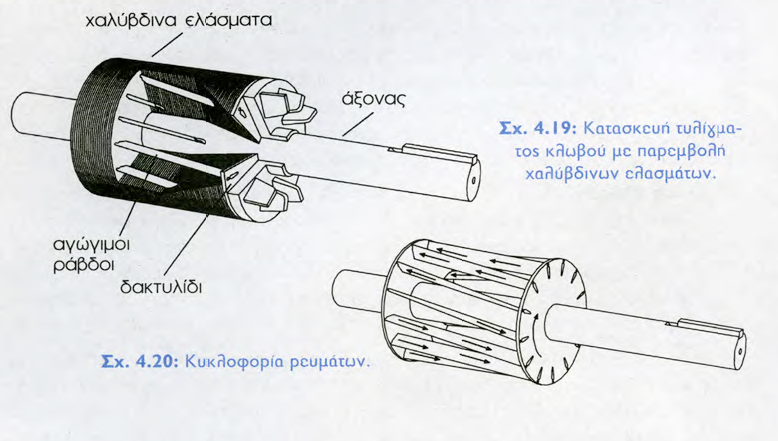 χαλύβδινα ελάσματα
άξονας
Σχ. 4.19: Κατασκευή τυλίγμα-
τος κλωβού με παρεμβολή
χαλύβδινων ελασμάτων.
αγώγιμοι
ράβδοι
δακτυλίδι
Σχ. 4.20: Κυκλοφορία ρευμάτων.